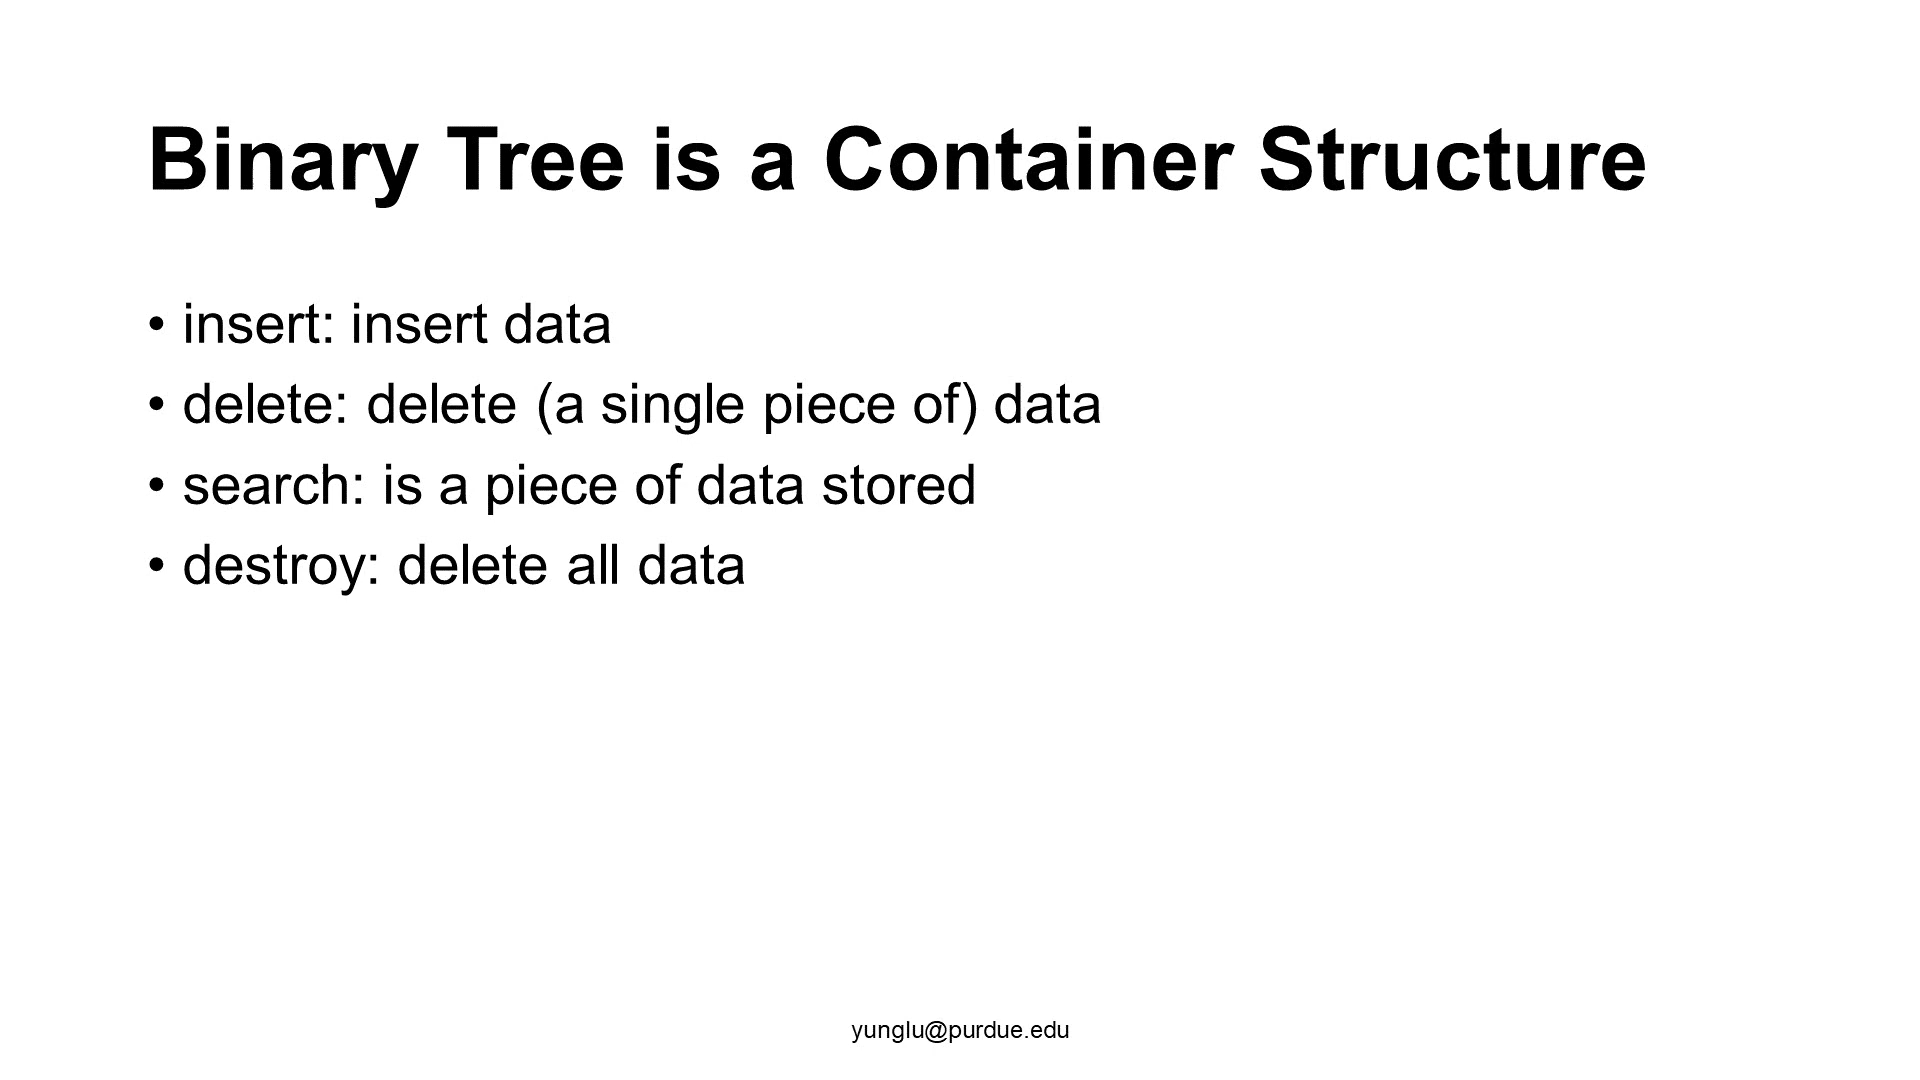 Binary Tree is a Container Structure
• insert: insert data
• delete: delete (a single piece of) data
• search: is a piece of data stored
• destroy: delete all data
yunglu@purdue.edu